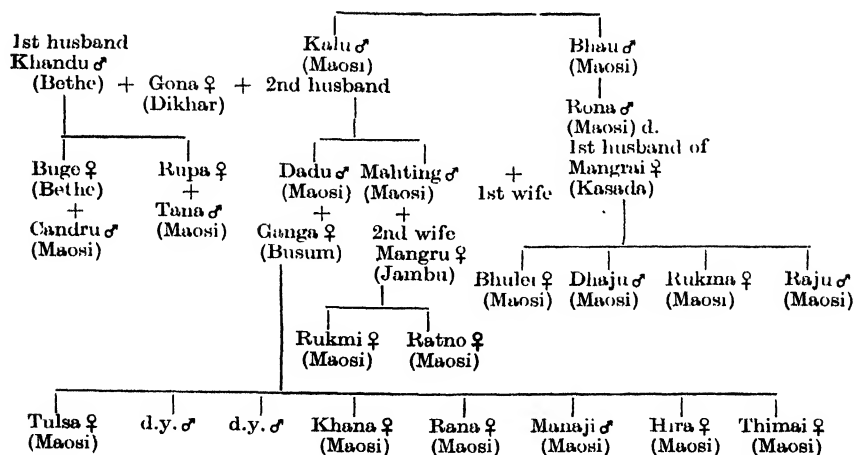 1st husband
Khandu ♂
(Bethe)
+
Gona ♀
(Dikhar)
+
Kalu ♂
(Maosi)
2nd husband
Bhau ♂
(Maosi)
Rona ♂
(Maosi) d.
1st husband of
Mangrai ♀
(Kasada)
Buge ♀
(Bethe)
+
Candru ♂
(Maosi)
Rupa ♀
+
Tana ♂
(Maosi)
Dadu ♂
(Maosi)
+
Ganga ♀
(Busum)
Mahting ♂
(Maosi)
+
2nd wife
Mangru ♀
(Jambu)
+
1st wife
Bhulei ♀
(Maosi)
Dhaju ♂
(Maosi)
Rukma ♀
(Maosi)
Raju ♂
(Maosi)
Rukmi ♀
(Maosi)
Ratno ♀
(Maosi)
Tulsa ♀
(Maosi)
d.y. ♂
d.y. ♂
Khana ♀
(Maosi)
Rana ♀
(Maosi)
Manaji ♂
(Maosi)
Hira ♀
(Maosi)
Thimai ♀
(Maosi)